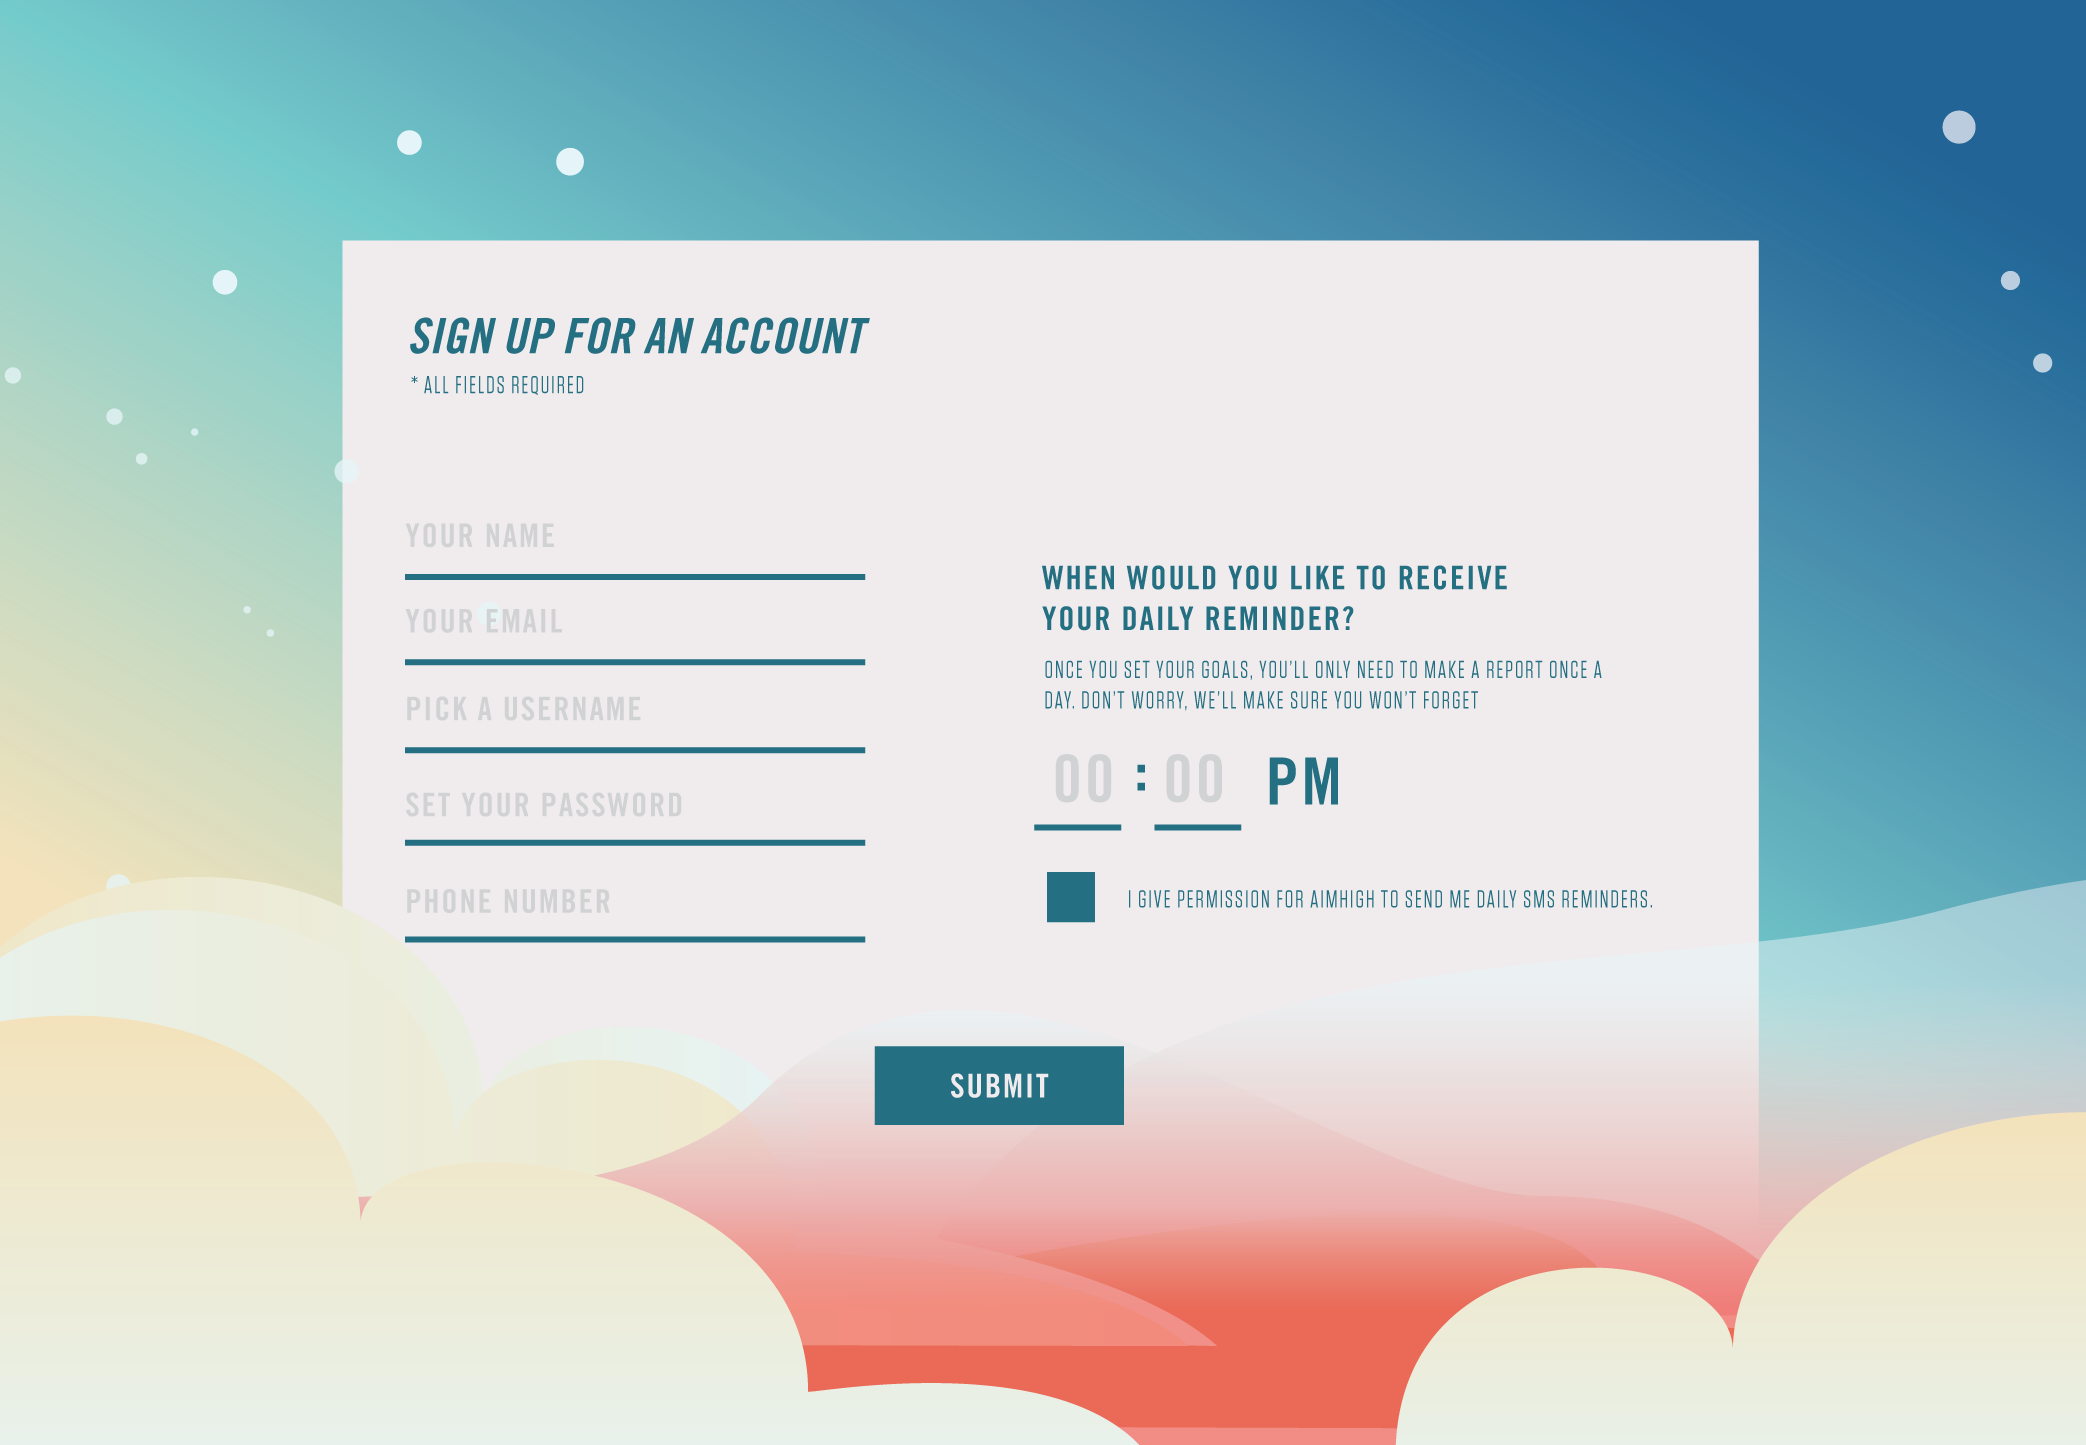 SIGN UP FOR AN ACCOUNT
* ALL FIELDS REQUIRED
YOUR NAME
YOUR EMAIL
PICK A USERNAME
SET YOUR PASSWORD
PHONE NUMBER
WHEN WOULD YOU LIKE TO RECEIVE
YOUR DAILY REMINDER?
ONCE YOU SET YOUR GOALS, YOU'LL ONLY NEED TO MAKE A REPORT ONCE A
DAY. DON'T WORRY, WE'LL MAKE SURE YOU WON'T FORGET
00 : 00 PM
I GIVE PERMISSION FOR AIMHIGH TO SEND ME DAILY SMS REMINDERS.
SUBMIT